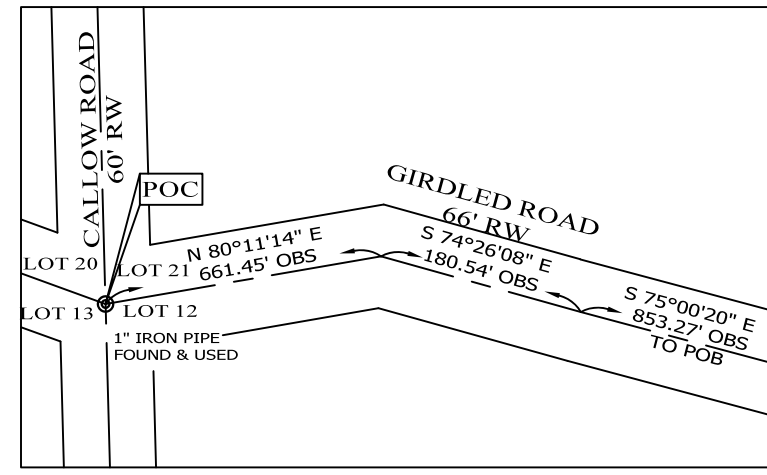 CALLOW ROAD
60' RW
POC
GIRDLED ROAD
66' RW
N 80°11'14" E
661.45' OBS
S 74°26'08" E
180.54' OBS
S 75°00'20" E
853.27' OBS
TO POB
LOT 20
LOT 21
LOT 13
LOT 12
1" IRON PIPE
FOUND & USED